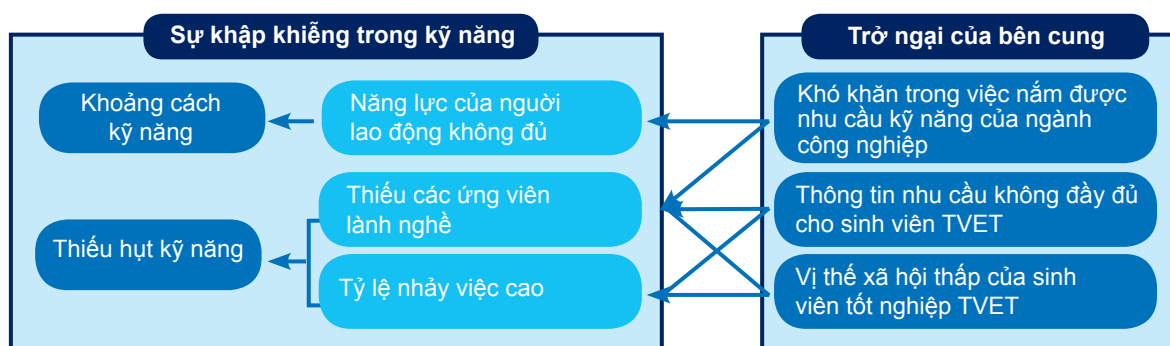 Sự khập khiễng trong kỹ năng
Khoảng cách
kỹ năng
Năng lực của nguời
lao động không đủ
Thiếu các ứng viên
lành nghề
Thiếu hụt kỹ năng
Tỷ lệ nhảy việc cao
Trở ngại của bên cung
Khó khăn trong việc nắm được
nhu cầu kỹ năng của ngành
công nghiệp
Thông tin nhu cầu không đầy đủ
cho sinh viên TVET
Vị thế xã hội thấp của sinh
viên tốt nghiệp TVET